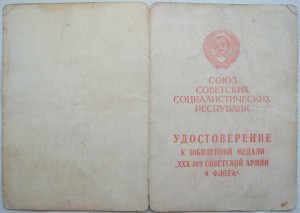 СОЮЗ
СОВЕТСКИХ
СОЦИАЛИСТИЧЕСКИХ
РЕСПУБЛИК
УДОСТОВЕРЕНИЕ
К ЮБИЛЕЙНОЙ МЕДАЛИ
„XXX ЛЕТ СОВЕТСКОЙ АРМИИ
И ФЛОТА“